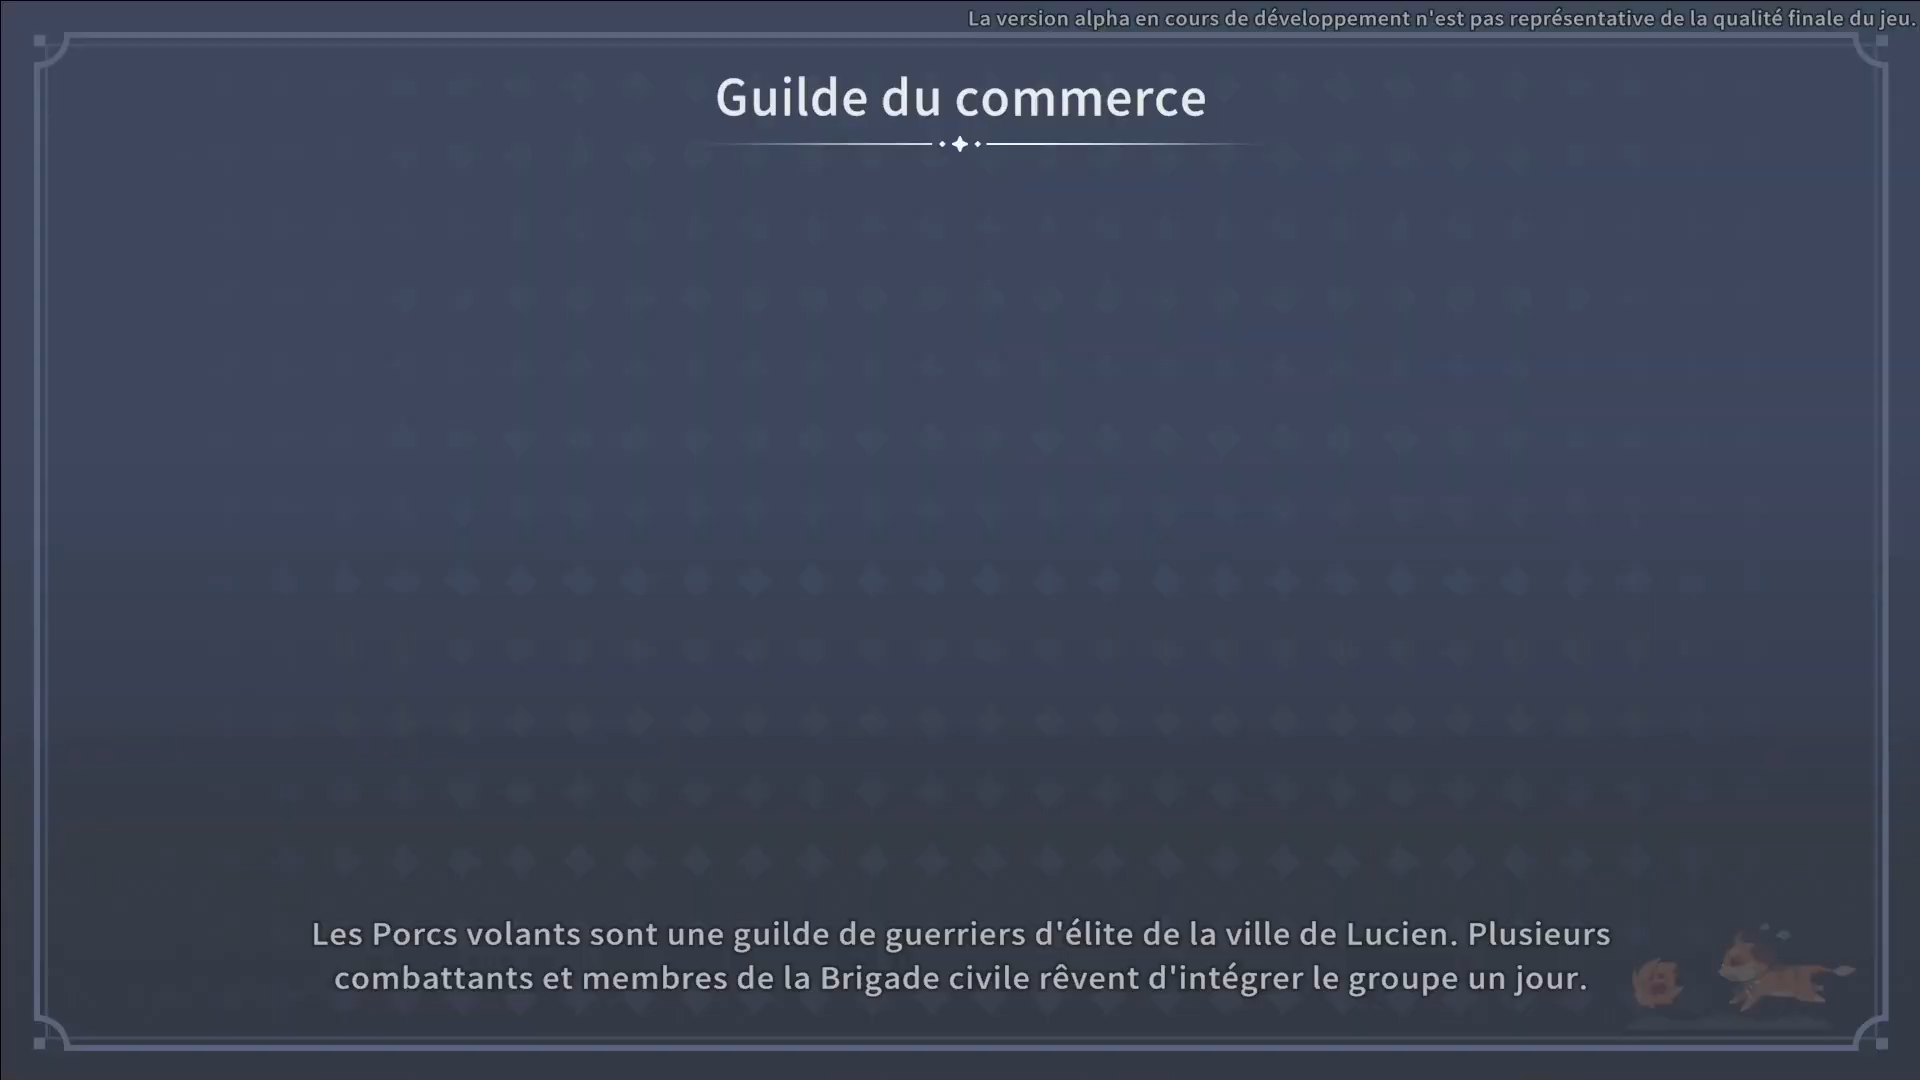 La version alpha en cours de développement n'est pas représentative de la qualité finale du jeu.
Guilde du commerce
Les Porcs volants sont une guilde de guerriers d'élite de la ville de Lucien. Plusieurs
combattants et membres de la Brigade civile rêvent d'intégrer le groupe un jour.